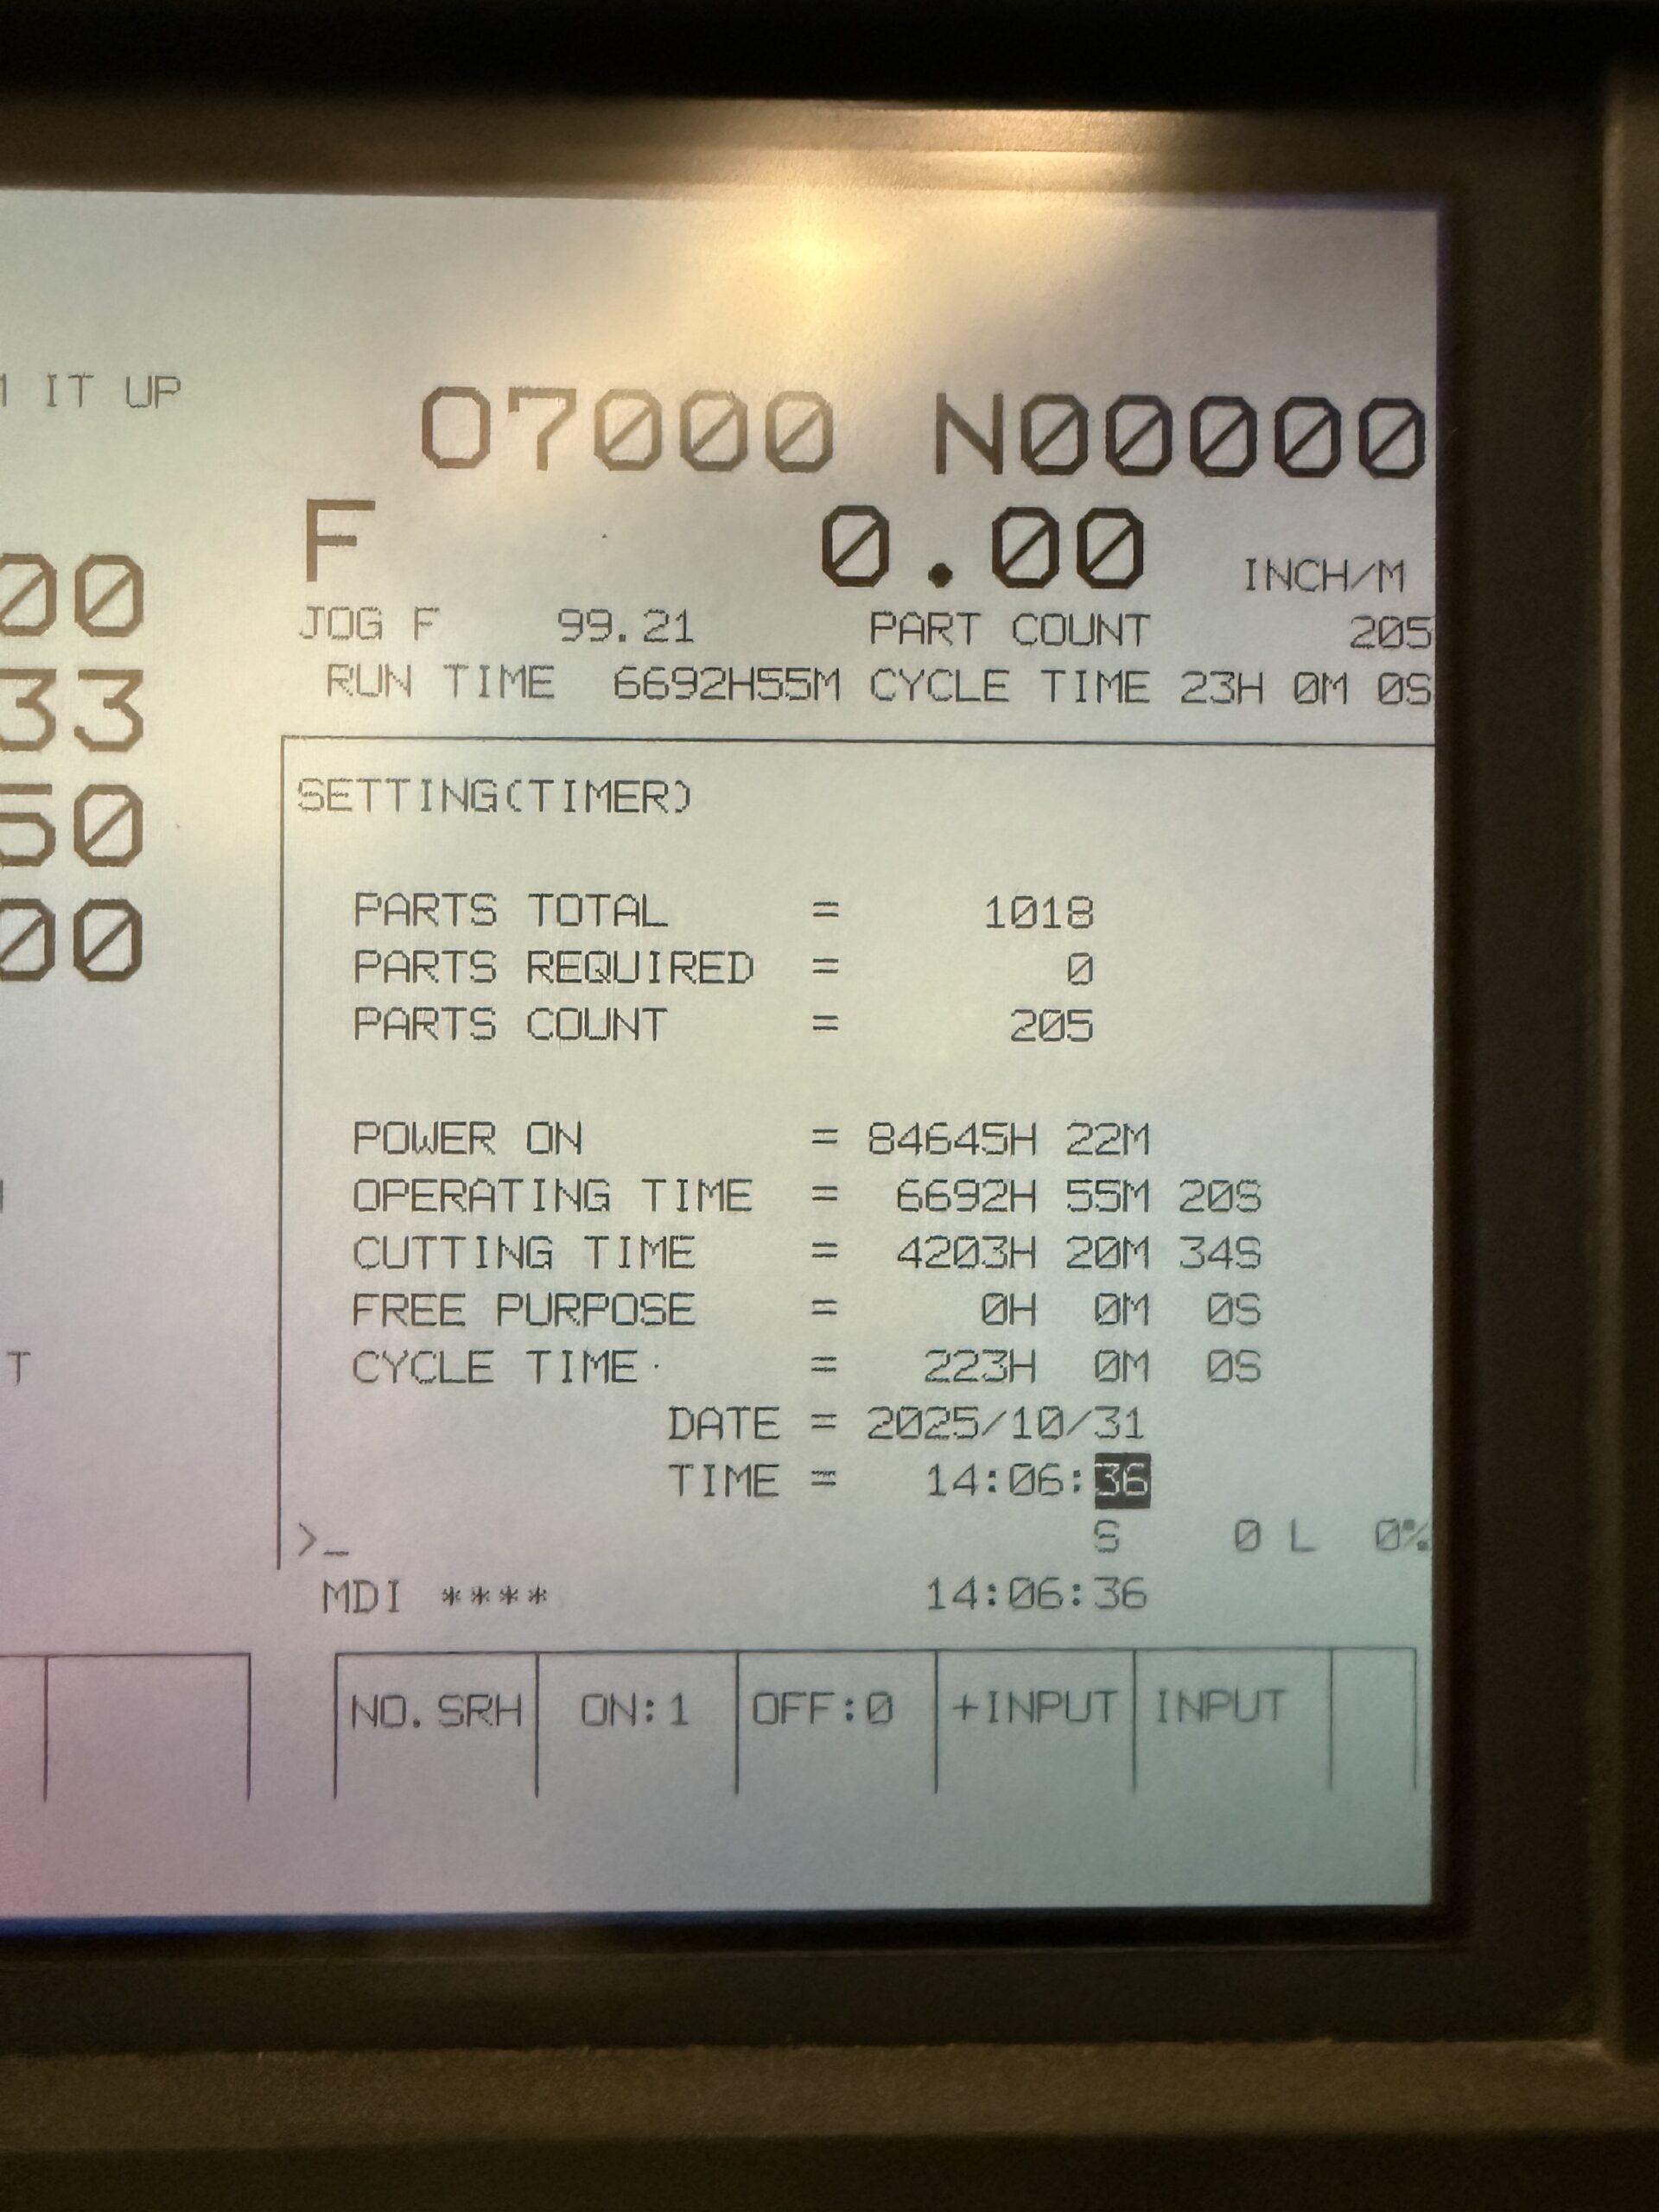 IT UP
O7000 N00000
F 0.00 INCH/M
00
JOG F 99.21 PART COUNT 205
RUN TIME 6692H55M CYCLE TIME 23H 0M 0S
33
SETTING(TIMER)
50
PARTS TOTAL = 1018
00
PARTS REQUIRED = 0
PARTS COUNT = 205
POWER ON = 84645H 22M
OPERATING TIME = 6692H 55M 20S
CUTTING TIME = 4203H 20M 34S
FREE PURPOSE = 0H 0M 0S
T
CYCLE TIME = 223H 0M 0S
DATE = 2025/10/31
TIME = 14:06:36
>_ S 0 L 0%
MDI **** 14:06:36
NO.SRH ON:1 OFF:0 +INPUT INPUT